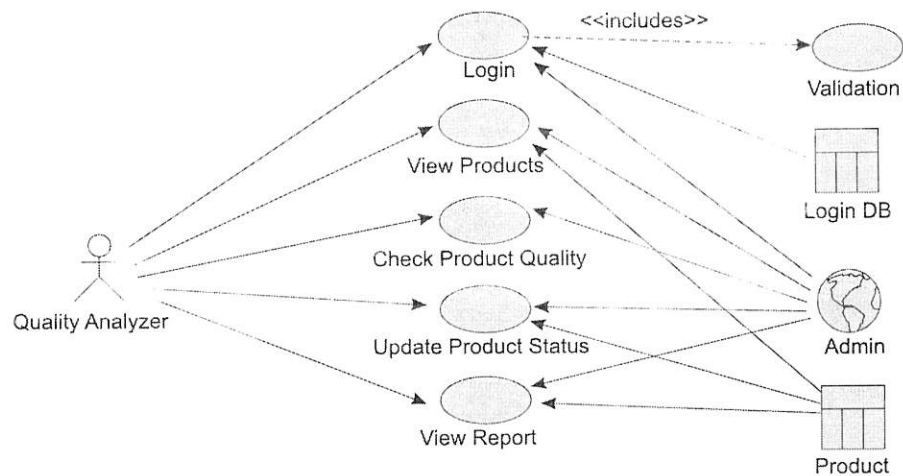 <<includes>>
Login
Validation
View Products
Login DB
Check Product Quality
Quality Analyzer
Update Product Status
Admin
View Report
Product